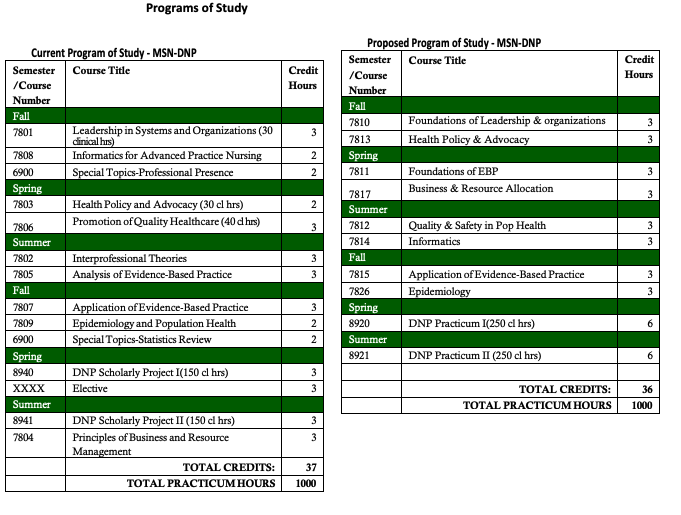 Programs of Study
Current Program of Study - MSN-DNP
Semester /Course Number Course Title Credit Hours
Fall
7801 Leadership in Systems and Organizations (30 clinical hrs) 3
7808 Informatics for Advanced Practice Nursing 2
6900 Special Topics-Professional Presence 2
Spring
7803 Health Policy and Advocacy (30 cl hrs) 2
7806 Promotion of Quality Healthcare (40 cl hrs) 3
Summer
7802 Interprofessional Theories 3
7805 Analysis of Evidence-Based Practice 3
Fall
7807 Application of Evidence-Based Practice 3
7809 Epidemiology and Population Health 2
6900 Special Topics-Statistics Review 2
Spring
8940 DNP Scholarly Project I(150 cl hrs) 3
XXXX Elective 3
Summer
8941 DNP Scholarly Project II (150 cl hrs) 3
7804 Principles of Business and Resource Management 3
TOTAL CREDITS: 37
TOTAL PRACTICUM HOURS 1000
Proposed Program of Study - MSN-DNP
Semester /Course Number Course Title Credit Hours
Fall
7810 Foundations of Leadership & organizations 3
7813 Health Policy & Advocacy 3
Spring
7811 Foundations of EBP 3
7817 Business & Resource Allocation 3
Summer
7812 Quality & Safety in Pop Health 3
7814 Informatics 3
Fall
7815 Application of Evidence-Based Practice 3
7826 Epidemiology 3
Spring
8920 DNP Practicum I(250 cl hrs) 6
Summer
8921 DNP Practicum II (250 cl hrs) 6
TOTAL CREDITS: 36
TOTAL PRACTICUM HOURS 1000